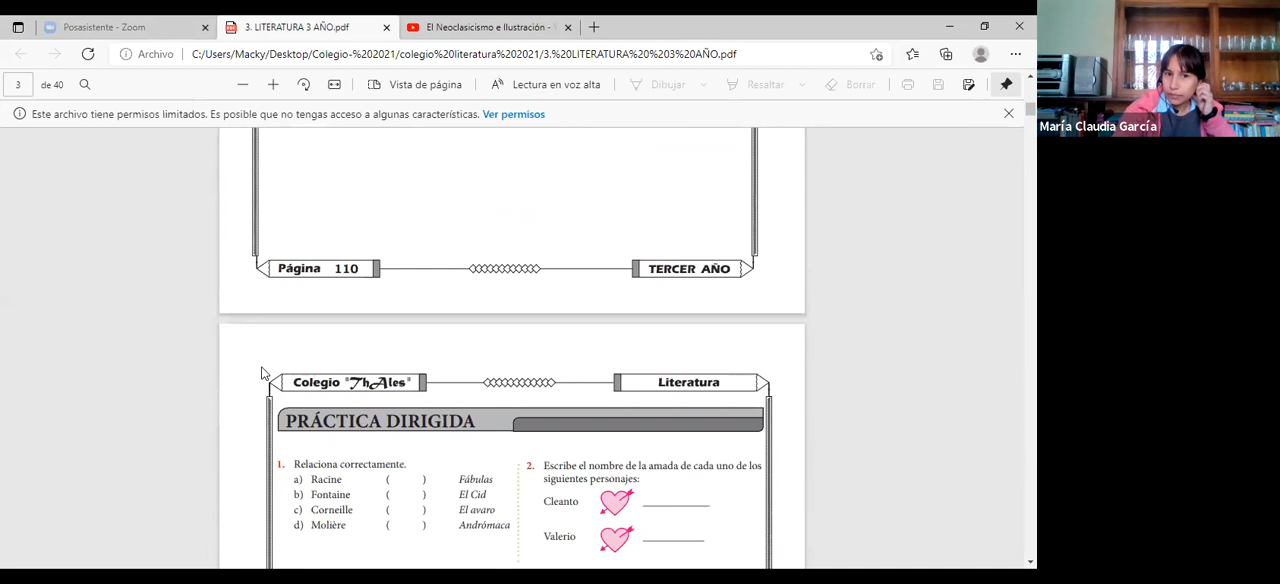 Posasistente - Zoom
3. LITERATURA 3 AÑO.pdf
El Neoclasicismo e Ilustración -
Archivo
C:/Users/Macky/Desktop/Colegio-%202021/colegio%20literatura%202021/3.%20LITERATURA%20%203%20AÑO.pdf
3
de 40
Vista de página
Lectura en voz alta
Dibujar
Resaltar
Borrar
Este archivo tiene permisos limitados. Es posible que no tengas acceso a algunas características. Ver permisos
María Claudia García
Página 110
TERCER AÑO
Colegio "ThAles"
Literatura
PRÁCTICA DIRIGIDA
1. Relaciona correctamente.
a) Racine ( ) Fábulas
b) Fontaine ( ) El Cid
c) Corneille ( ) El avaro
d) Molière ( ) Andrómaca
2. Escribe el nombre de la amada de cada uno de los
siguientes personajes:
Cleanto
Valerio